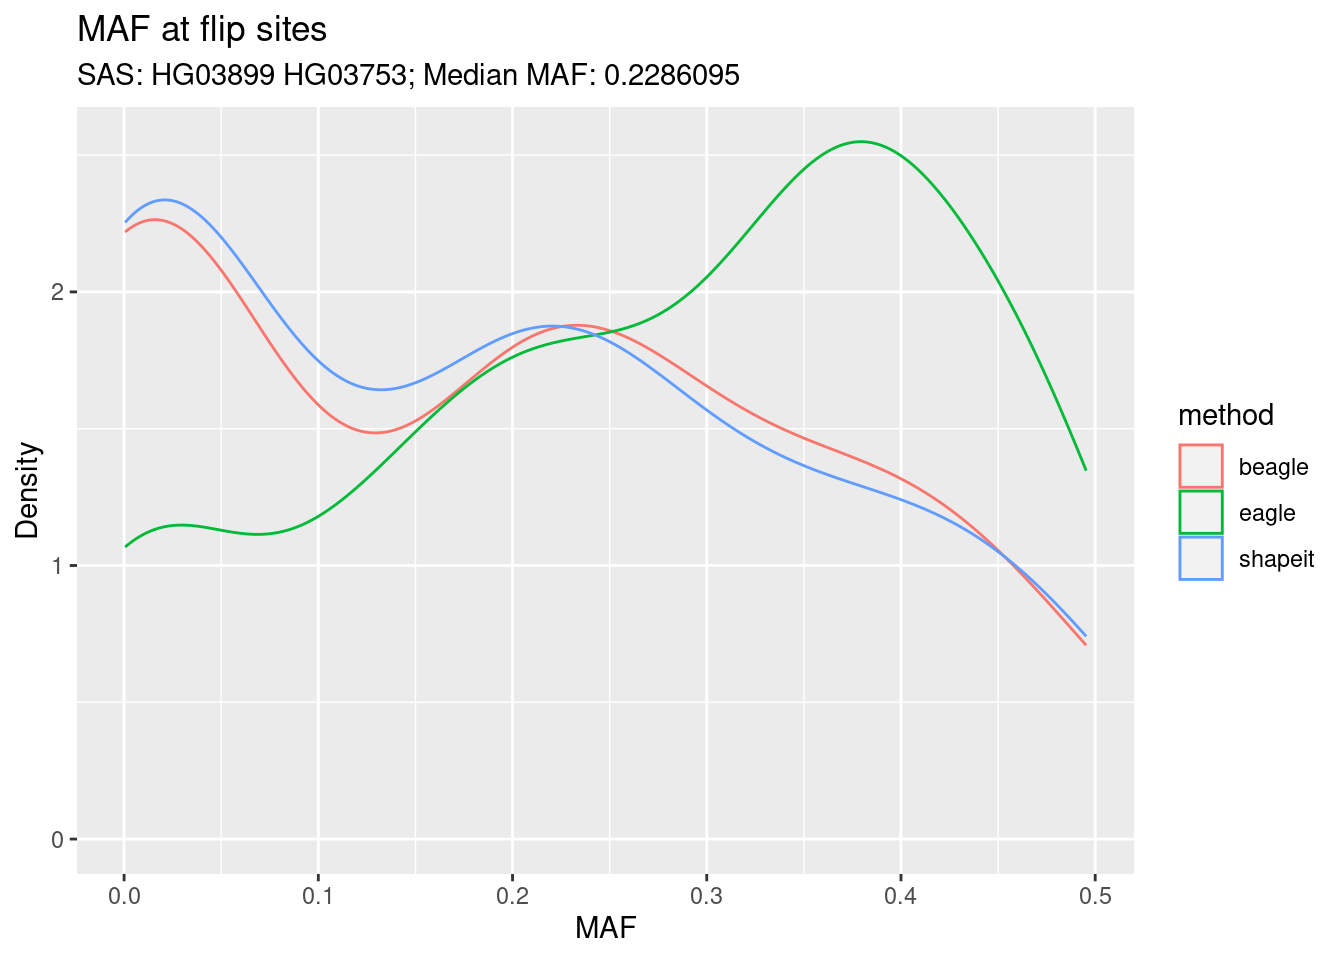 MAF at flip sites
SAS: HG03899 HG03753; Median MAF: 0.2286095
Density
2
1
0
0.0 0.1 0.2 0.3 0.4 0.5
MAF
method
beagle
eagle
shapeit